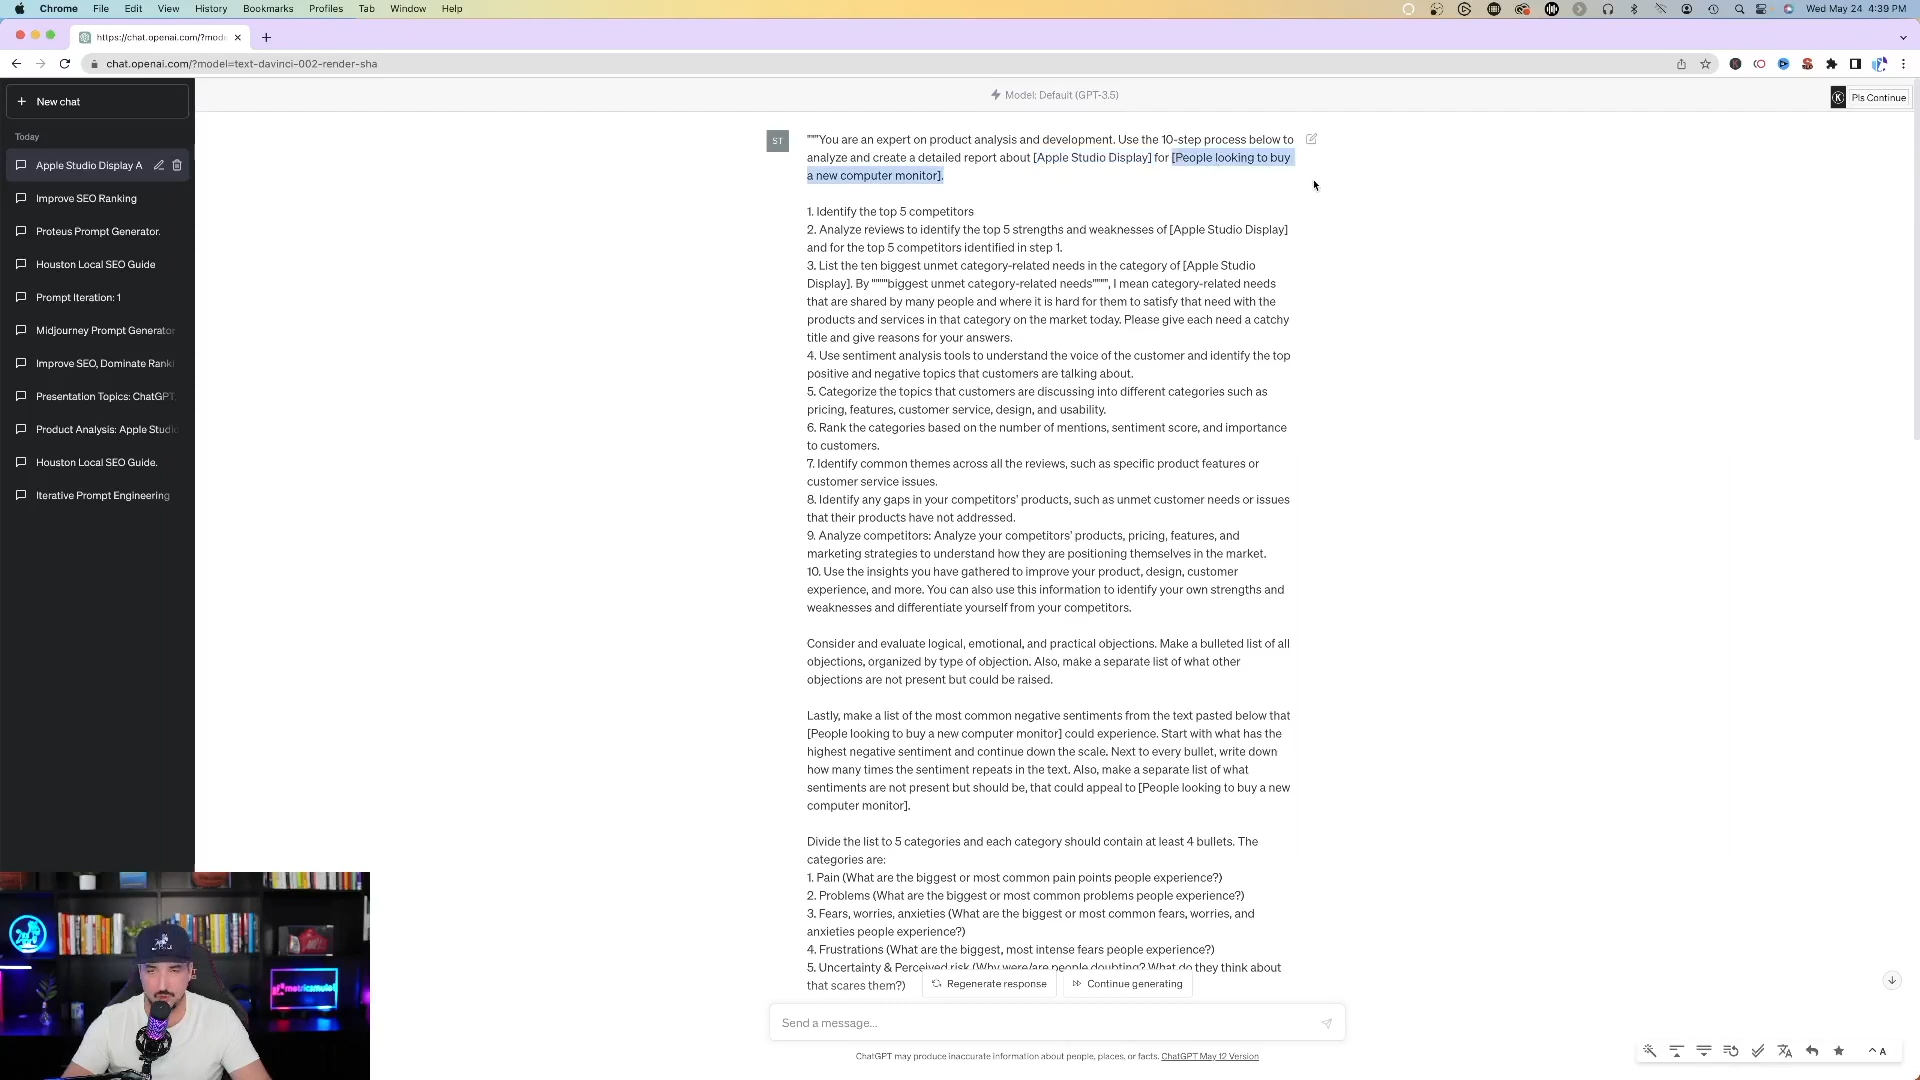 Chrome File Edit View History Bookmarks Profiles Tab Window Help
Wed May 24 4:39 PM
https://chat.openai.com/?mode
chat.openai.com/?model=text-davinci-002-render-sha
New chat
Model: Default (GPT-3.5)
Pls Continue
Today
Apple Studio Display A
Improve SEO Ranking
Proteus Prompt Generator.
Houston Local SEO Guide
Prompt Iteration: 1
Midjourney Prompt Generator
Improve SEO, Dominate Ranki
Presentation Topics: ChatGPT,
Product Analysis: Apple Studio
Houston Local SEO Guide.
Iterative Prompt Engineering
ST
"""You are an expert on product analysis and development. Use the 10-step process below to
analyze and create a detailed report about [Apple Studio Display] for [People looking to buy
a new computer monitor].
1. Identify the top 5 competitors
2. Analyze reviews to identify the top 5 strengths and weaknesses of [Apple Studio Display]
and for the top 5 competitors identified in step 1.
3. List the ten biggest unmet category-related needs in the category of [Apple Studio
Display]. By """"biggest unmet category-related needs"""", I mean category-related needs
that are shared by many people and where it is hard for them to satisfy that need with the
products and services in that category on the market today. Please give each need a catchy
title and give reasons for your answers.
4. Use sentiment analysis tools to understand the voice of the customer and identify the top
positive and negative topics that customers are talking about.
5. Categorize the topics that customers are discussing into different categories such as
pricing, features, customer service, design, and usability.
6. Rank the categories based on the number of mentions, sentiment score, and importance
to customers.
7. Identify common themes across all the reviews, such as specific product features or
customer service issues.
8. Identify any gaps in your competitors' products, such as unmet customer needs or issues
that their products have not addressed.
9. Analyze competitors: Analyze your competitors' products, pricing, features, and
marketing strategies to understand how they are positioning themselves in the market.
10. Use the insights you have gathered to improve your product, design, customer
experience, and more. You can also use this information to identify your own strengths and
weaknesses and differentiate yourself from your competitors.
Consider and evaluate logical, emotional, and practical objections. Make a bulleted list of all
objections, organized by type of objection. Also, make a separate list of what other
objections are not present but could be raised.
Lastly, make a list of the most common negative sentiments from the text pasted below that
[People looking to buy a new computer monitor] could experience. Start with what has the
highest negative sentiment and continue down the scale. Next to every bullet, write down
how many times the sentiment repeats in the text. Also, make a separate list of what
sentiments are not present but should be, that could appeal to [People looking to buy a new
computer monitor].
Divide the list to 5 categories and each category should contain at least 4 bullets. The
categories are:
1. Pain (What are the biggest or most common pain points people experience?)
2. Problems (What are the biggest or most common problems people experience?)
3. Fears, worries, anxieties (What are the biggest or most common fears, worries, and
anxieties people experience?)
4. Frustrations (What are the biggest, most intense fears people experience?)
5. Uncertainty & Perceived risk (Why were/are people doubting? What do they think about
that scares them?)
Regenerate response
Continue generating
Send a message...
ChatGPT may produce inaccurate information about people, places, or facts. ChatGPT May 12 Version
metricsmule
A